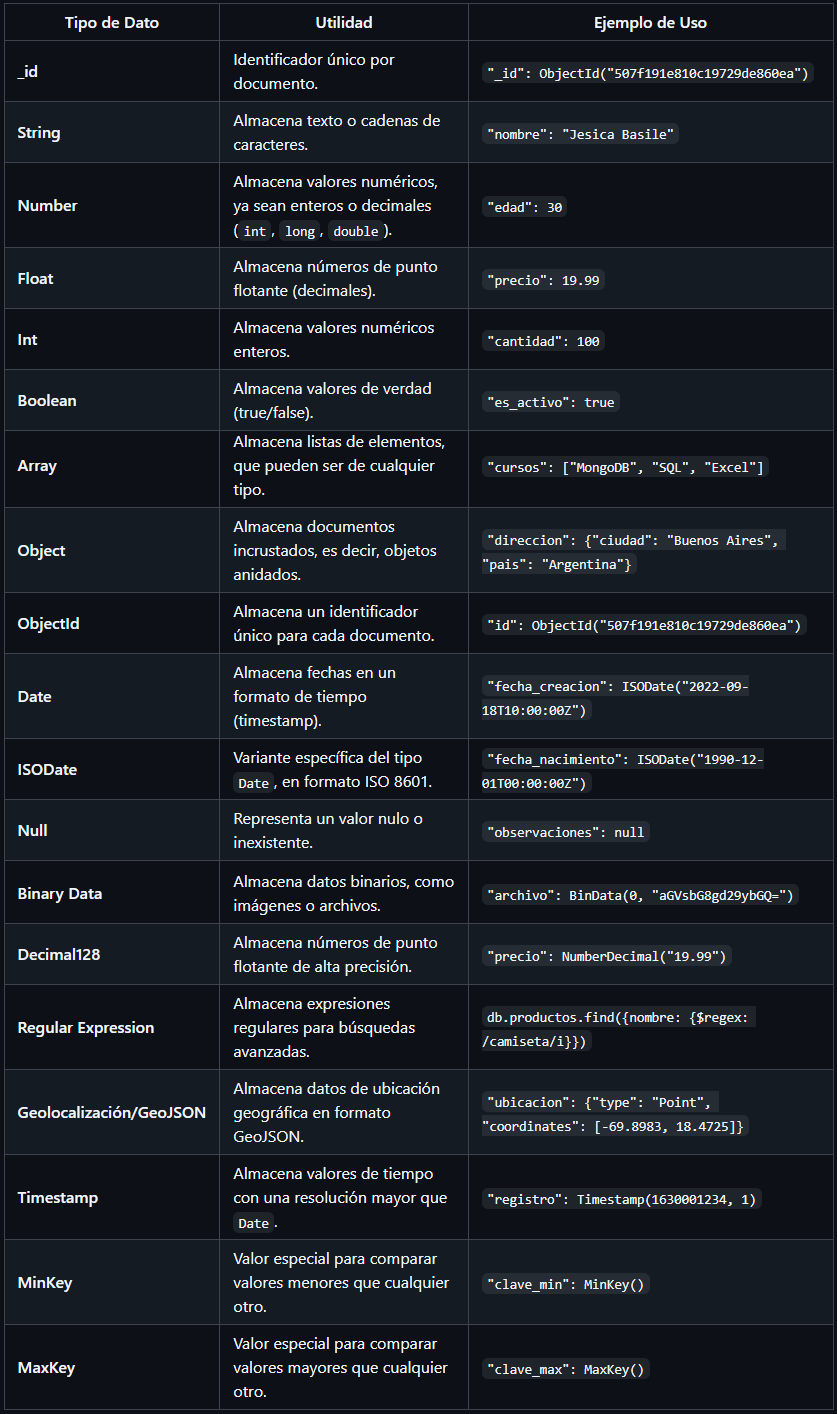 Tipo de Dato
Utilidad
Ejemplo de Uso
_id
Identificador único por
documento.
"_id": ObjectId("507f191e810c19729de860ea")
String
Almacena texto o cadenas de
caracteres.
"nombre": "Jesica Basile"
Number
Almacena valores numéricos,
ya sean enteros o decimales
(int, long, double).
"edad": 30
Float
Almacena números de punto
flotante (decimales).
"precio": 19.99
Int
Almacena valores numéricos
enteros.
"cantidad": 100
Boolean
Almacena valores de verdad
(true/false).
"es_activo": true
Array
Almacena listas de elementos,
que pueden ser de cualquier
tipo.
"cursos": ["MongoDB", "SQL", "Excel"]
Object
Almacena documentos
incrustados, es decir, objetos
anidados.
"direccion": {"ciudad": "Buenos Aires",
"pais": "Argentina"}
ObjectId
Almacena un identificador
único para cada documento.
"id": ObjectId("507f191e810c19729de860ea")
Date
Almacena fechas en un
formato de tiempo
(timestamp).
"fecha_creacion": ISODate("2022-09-
18T10:00:00Z")
ISODate
Variante específica del tipo
Date, en formato ISO 8601.
"fecha_nacimiento": ISODate("1990-12-
01T00:00:00Z")
Null
Representa un valor nulo o
inexistente.
"observaciones": null
Binary Data
Almacena datos binarios, como
imágenes o archivos.
"archivo": BinData(0, "aGVsbG8gd29ybGQ=")
Decimal128
Almacena números de punto
flotante de alta precisión.
"precio": NumberDecimal("19.99")
Regular Expression
Almacena expresiones
regulares para búsquedas
avanzadas.
db.productos.find({nombre: {$regex:
/camiseta/i}})
Geolocalización/GeoJSON
Almacena datos de ubicación
geográfica en formato
GeoJSON.
"ubicacion": {"type": "Point",
"coordinates": [-69.8983, 18.4725]}
Timestamp
Almacena valores de tiempo
con una resolución mayor que
Date.
"registro": Timestamp(1630001234, 1)
MinKey
Valor especial para comparar
valores menores que cualquier
otro.
"clave_min": MinKey()
MaxKey
Valor especial para comparar
valores mayores que cualquier
otro.
"clave_max": MaxKey()